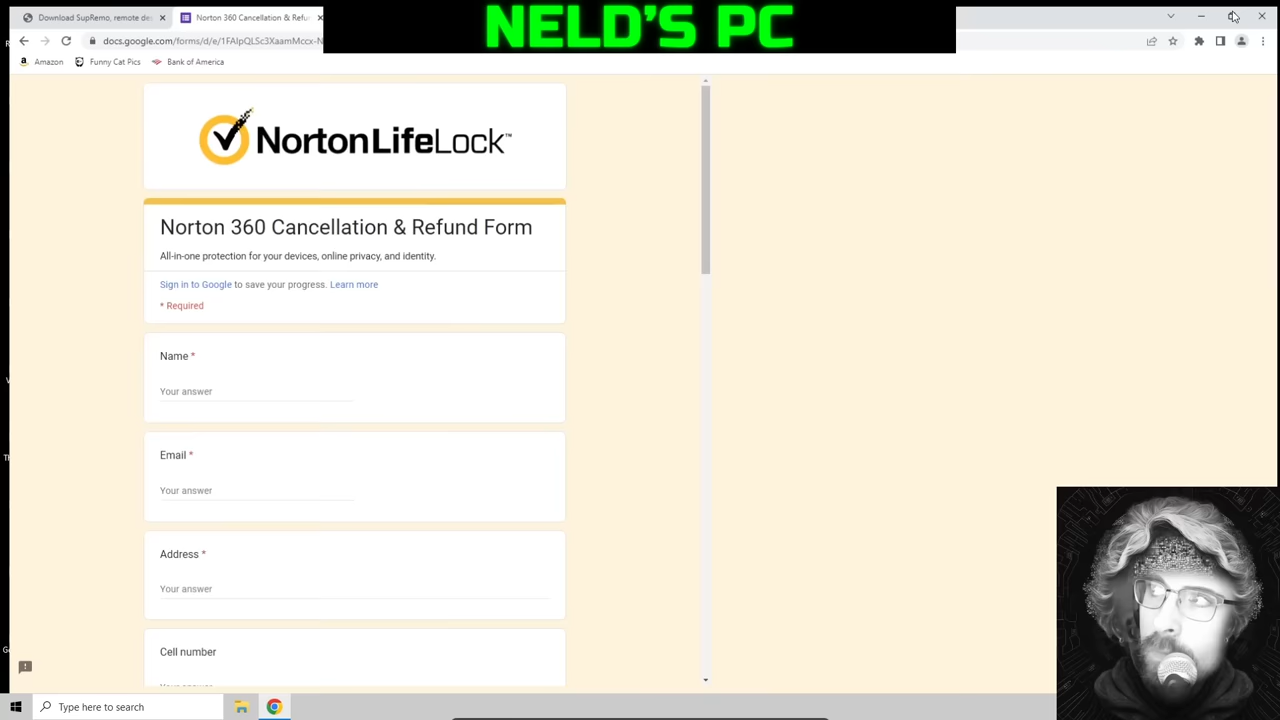 NELD'S PC
Download SupRemo, remote des
Norton 360 Cancellation & Refu
docs.google.com/forms/d/e/1FAIpQLSc3XaamMccx-N
Amazon
Funny Cat Pics
Bank of America
NortonLifeLock™
Norton 360 Cancellation & Refund Form
All-in-one protection for your devices, online privacy, and identity.
Sign in to Google to save your progress. Learn more
* Required
Name *
Your answer
Email *
Your answer
Address *
Your answer
Cell number
Type here to search